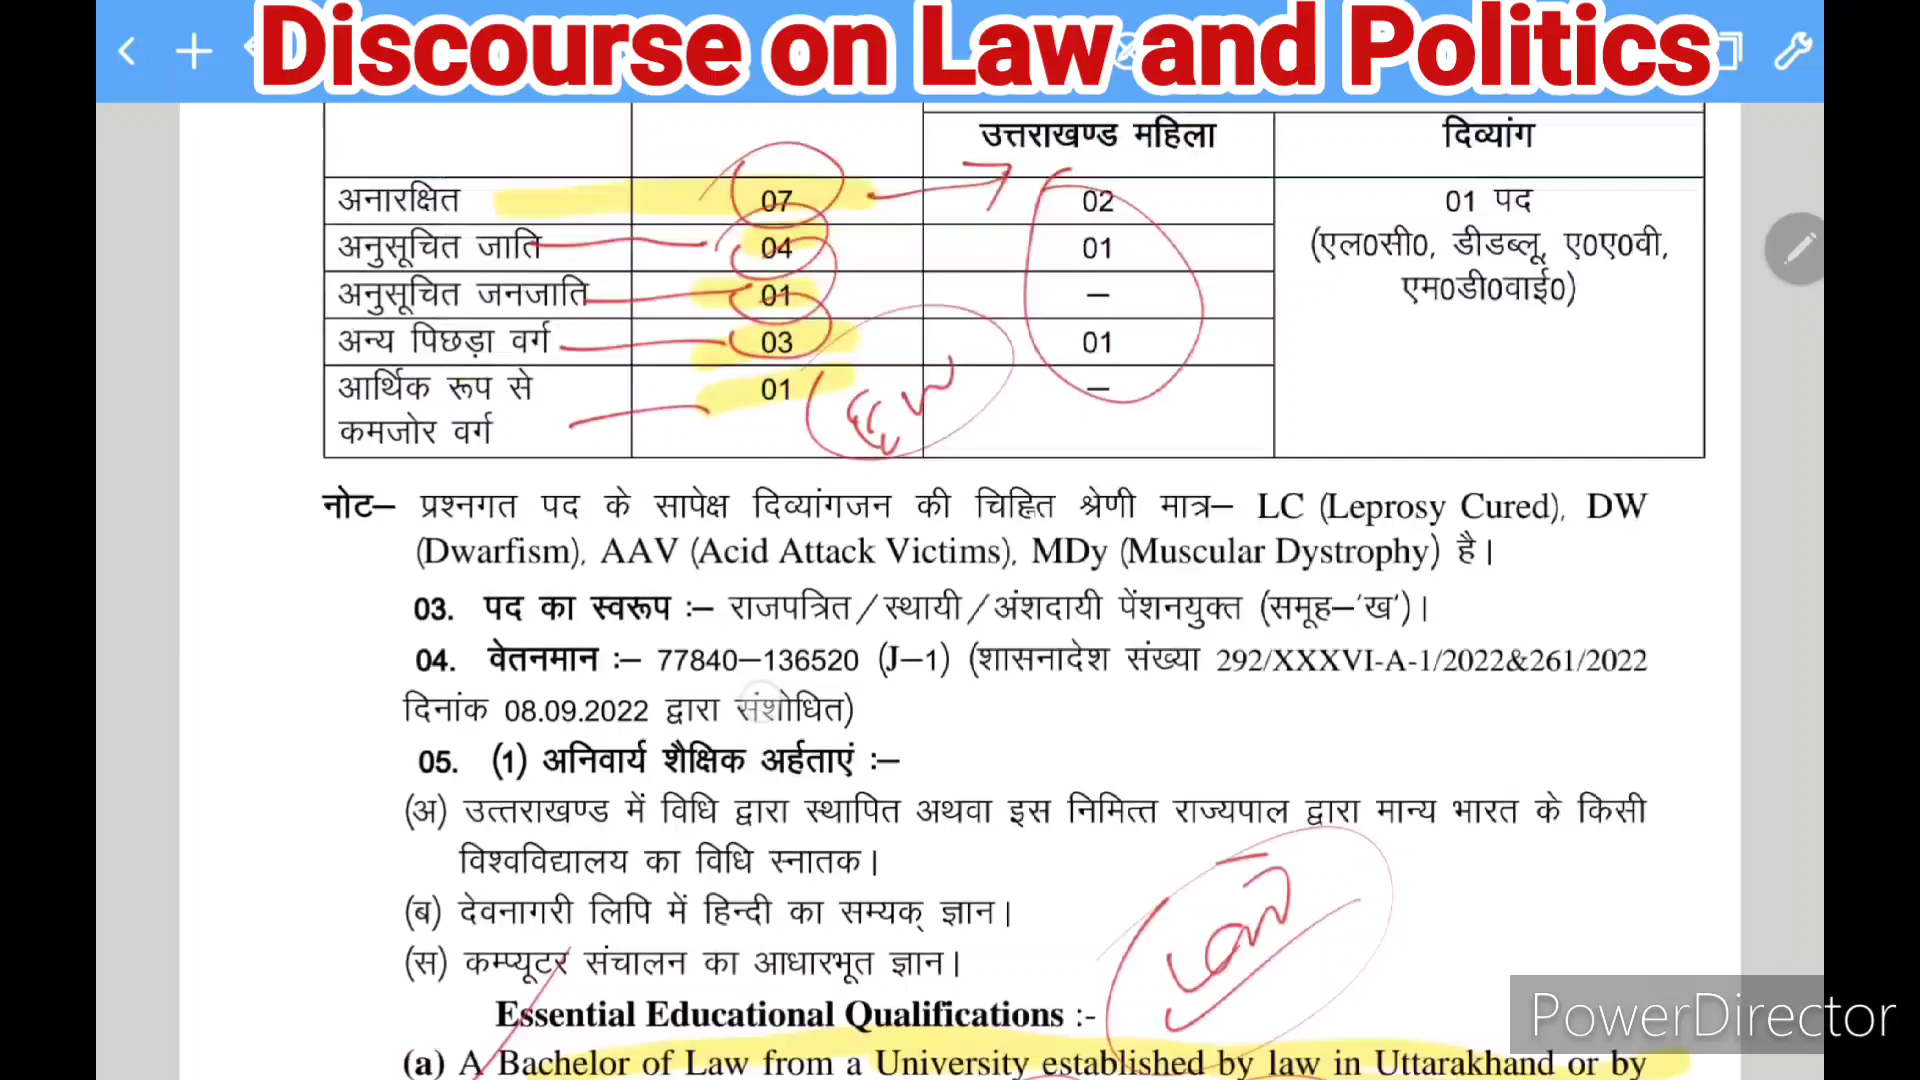 Discourse on Law and Politics
उत्तराखण्ड महिला दिव्यांग
अनारक्षित 07 02 01 पद
अनुसूचित जाति 04 01 (एल0सी0, डीडब्लू, ए0ए0वी,
अनुसूचित जनजाति 01 – एम0डी0वाई0)
अन्य पिछड़ा वर्ग 03 01
आर्थिक रूप से 01 –
कमजोर वर्ग
नोट– प्रश्नगत पद के सापेक्ष दिव्यांगजन की चिह्नित श्रेणी मात्र– LC (Leprosy Cured), DW
(Dwarfism), AAV (Acid Attack Victims), MDy (Muscular Dystrophy) है।
03. पद का स्वरूप :– राजपत्रित/स्थायी/अंशदायी पेंशनयुक्त (समूह–'ख')।
04. वेतनमान :– 77840–136520 (J–1) (शासनादेश संख्या 292/XXXVI-A-1/2022&261/2022
दिनांक 08.09.2022 द्वारा संशोधित)
05. (1) अनिवार्य शैक्षिक अर्हताएं :–
(अ) उत्तराखण्ड में विधि द्वारा स्थापित अथवा इस निमित्त राज्यपाल द्वारा मान्य भारत के किसी
विश्वविद्यालय का विधि स्नातक।
(ब) देवनागरी लिपि में हिन्दी का सम्यक् ज्ञान।
(स) कम्प्यूटर संचालन का आधारभूत ज्ञान।
Essential Educational Qualifications :-
(a) A Bachelor of Law from a University established by law in Uttarakhand or by
PowerDirector